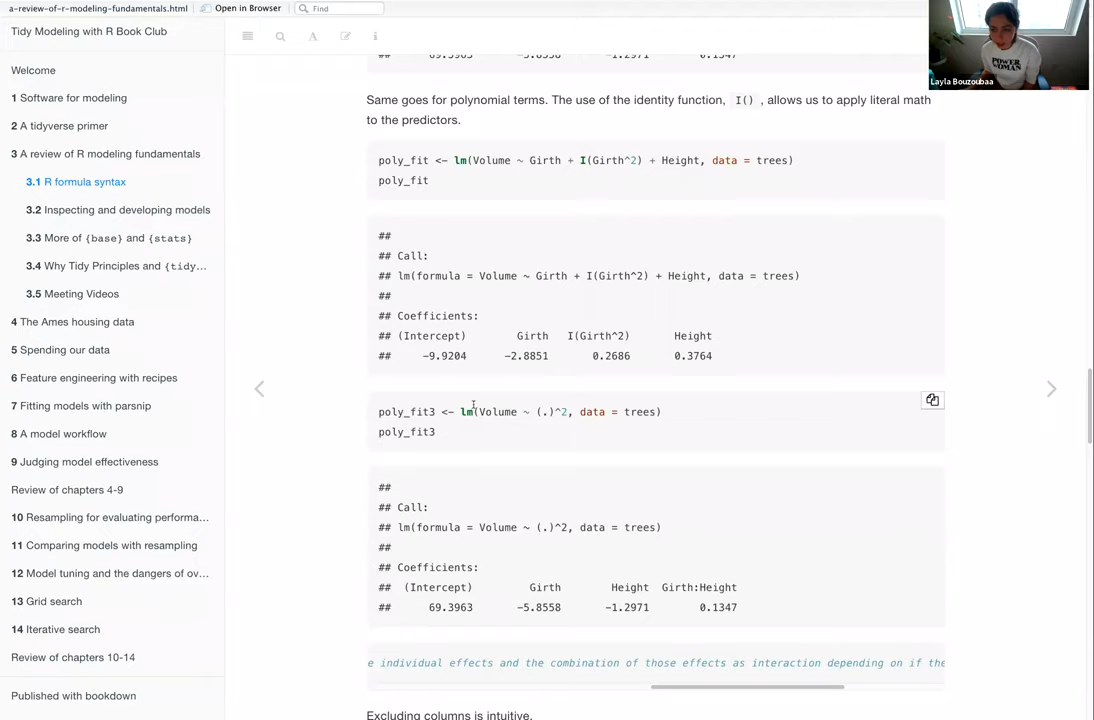 a-review-of-r-modeling-fundamentals.html
Open in Browser
Find
Tidy Modeling with R Book Club
Welcome
1 Software for modeling
2 A tidyverse primer
3 A review of R modeling fundamentals
3.1 R formula syntax
3.2 Inspecting and developing models
3.3 More of {base} and {stats}
3.4 Why Tidy Principles and {tidy...
3.5 Meeting Videos
4 The Ames housing data
5 Spending our data
6 Feature engineering with recipes
7 Fitting models with parsnip
8 A model workflow
9 Judging model effectiveness
Review of chapters 4-9
10 Resampling for evaluating performa...
11 Comparing models with resampling
12 Model tuning and the dangers of ov...
13 Grid search
14 Iterative search
Review of chapters 10-14
Published with bookdown
A
i
## 69.3963 -5.8558 -1.2971 0.1347
Same goes for polynomial terms. The use of the identity function, I() , allows us to apply literal math
to the predictors.
poly_fit <- lm(Volume ~ Girth + I(Girth^2) + Height, data = trees)
poly_fit
##
## Call:
## lm(formula = Volume ~ Girth + I(Girth^2) + Height, data = trees)
##
## Coefficients:
## (Intercept) Girth I(Girth^2) Height
## -9.9204 -2.8851 0.2686 0.3764
poly_fit3 <- lm(Volume ~ (.)^2, data = trees)
poly_fit3
##
## Call:
## lm(formula = Volume ~ (.)^2, data = trees)
##
## Coefficients:
## (Intercept) Girth Height Girth:Height
## 69.3963 -5.8558 -1.2971 0.1347
e individual effects and the combination of those effects as interaction depending on if the
Excluding columns is intuitive.
POWER
WOMAN
Layla Bouzoubaa